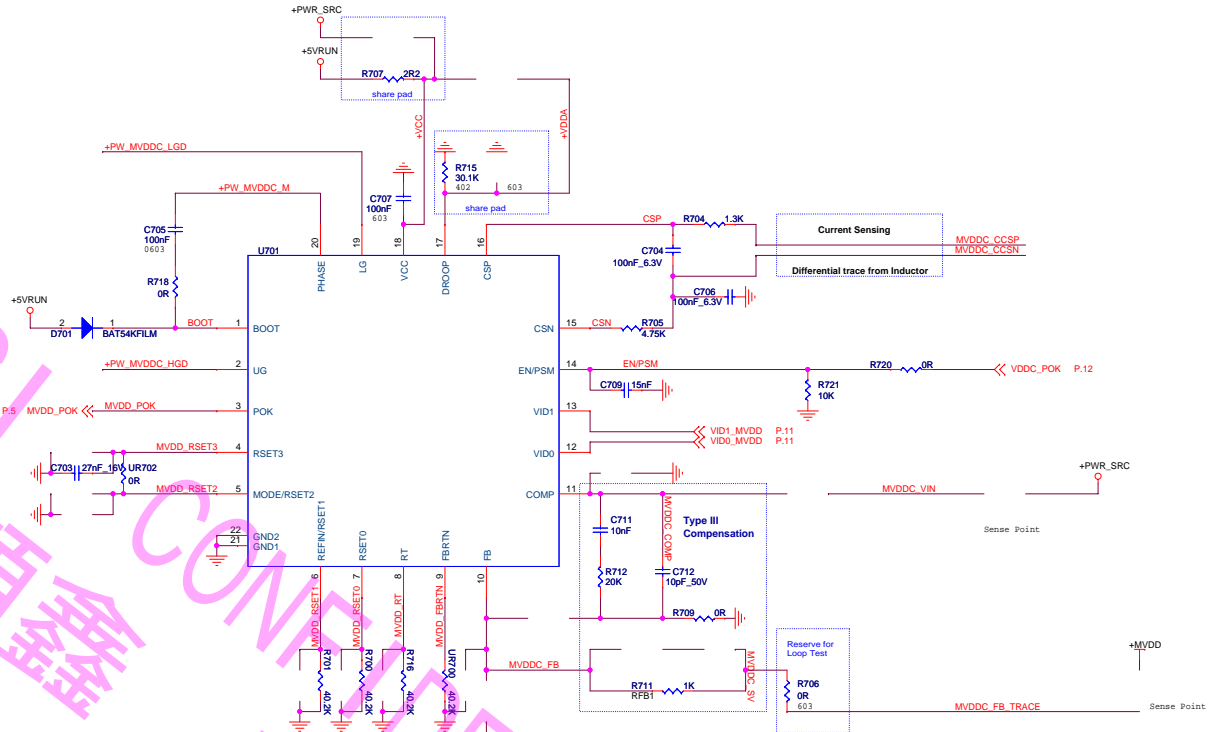 +PWR_SRC
+5VRUN
R707 2R2
share pad
+VCC
+VDDA
+PW_MVDDC_LGD
R715
30.1K
402 603
share pad
+PW_MVDDC_M
C707
100nF
603
C705
100nF
0603
R718
0R
CSP
R704 1.3K
C704
100nF_6.3V
Current Sensing
MVDDC_CCSP
MVDDC_CCSN
Differential trace from Inductor
C706
100nF_6.3V
U701
20 19 18 17 16
PHASE LG VCC DROOP CSP
+5VRUN
2 1
D701 BAT54KFILM
BOOT 1 BOOT
CSN 15 CSN R705
4.75K
+PW_MVDDC_HGD 2 UG
EN/PSM 14 EN/PSM
R720 0R
VDDC_POK P.12
C709 15nF
R721
10K
P.5 MVDD_POK MVDD_POK 3 POK
VID1 13
VID1_MVDD P.11
VID0_MVDD P.11
VID0 12
MVDD_RSET3 4 RSET3
C703 27nF_16V UR702
0R
MVDD_RSET2 5 MODE/RSET2
COMP 11
MVDDC_VIN
+PWR_SRC
Sense Point
22 GND2
21 GND1
REFIN/RSET1 RSET0 RT FBRTN FB
6 7 8 9 10
MVDD_RSET1 MVDD_RSET0 MVDD_RT MVDD_FBRTN
MVDDC_COMP
Type III
Compensation
C711
10nF
R712
20K
C712
10pF_50V
R709 0R
R701 40.2K
R700 40.2K
R716 40.2K
UR700 40.2K
MVDDC_FB
R711 1K
RFB1
MVDDC_SV
Reserve for
Loop Test
R706
0R
603
+MVDD
MVDDC_FB_TRACE
Sense Point
CONFIDE
鑫